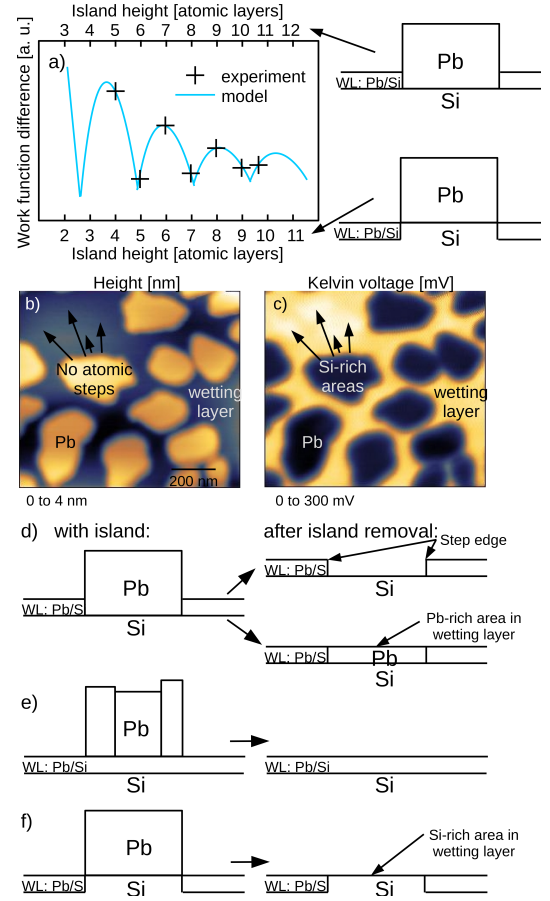 Island height [atomic layers]
3 4 5 6 7 8 9 10 11 12
Work function difference [a. u.]
a)
experiment
model
2 3 4 5 6 7 8 9 10 11
Island height [atomic layers]
Pb
WL: Pb/Si
Si
Pb
WL: Pb/Si
Si
Height [nm]
b)
No atomic
steps
wetting
layer
Pb
200 nm
0 to 4 nm
Kelvin voltage [mV]
c)
Si-rich
areas
wetting
layer
Pb
0 to 300 mV
d) with island:
after island removal:
Step edge
Pb
WL: Pb/S
Si
WL: Pb/S
Si
Pb-rich area in
wetting layer
WL: Pb/S
Pb
Si
e)
Pb
WL: Pb/Si
Si
WL: Pb/Si
Si
f)
Pb
WL: Pb/S
Si
Si-rich area in
wetting layer
WL: Pb/S
Si